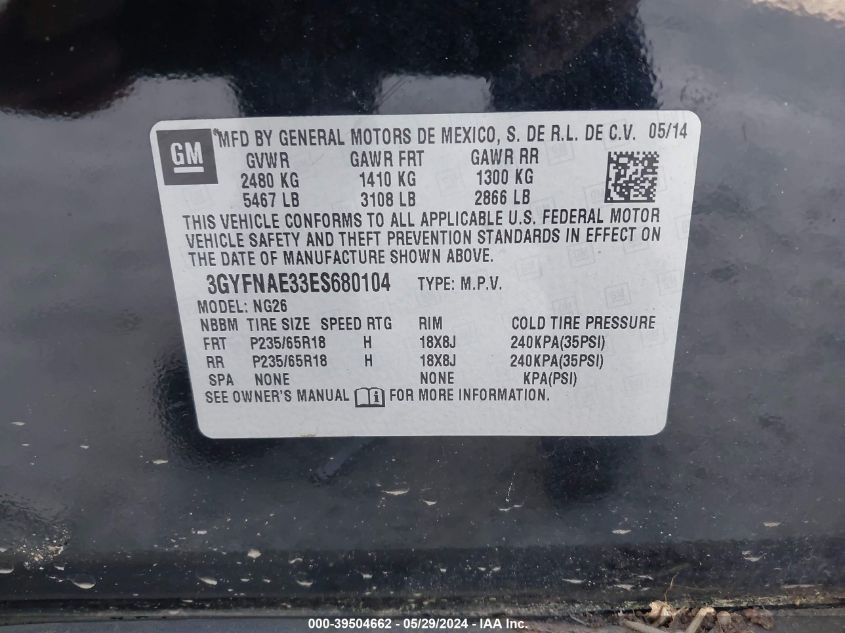 GM
MFD BY GENERAL MOTORS DE MEXICO, S. DE R.L. DE C.V. 05/14
GVWR GAWR FRT GAWR RR
2480 KG 1410 KG 1300 KG
5467 LB 3108 LB 2866 LB
THIS VEHICLE CONFORMS TO ALL APPLICABLE U.S. FEDERAL MOTOR
VEHICLE SAFETY AND THEFT PREVENTION STANDARDS IN EFFECT ON
THE DATE OF MANUFACTURE SHOWN ABOVE.
3GYFNAE33ES680104 TYPE: M.P.V.
MODEL: NG26
NBBM TIRE SIZE SPEED RTG RIM COLD TIRE PRESSURE
FRT P235/65R18 H 18X8J 240KPA(35PSI)
RR P235/65R18 H 18X8J 240KPA(35PSI)
SPA NONE NONE KPA(PSI)
SEE OWNER'S MANUAL FOR MORE INFORMATION.
000-39504662 - 05/29/2024 - IAA Inc.